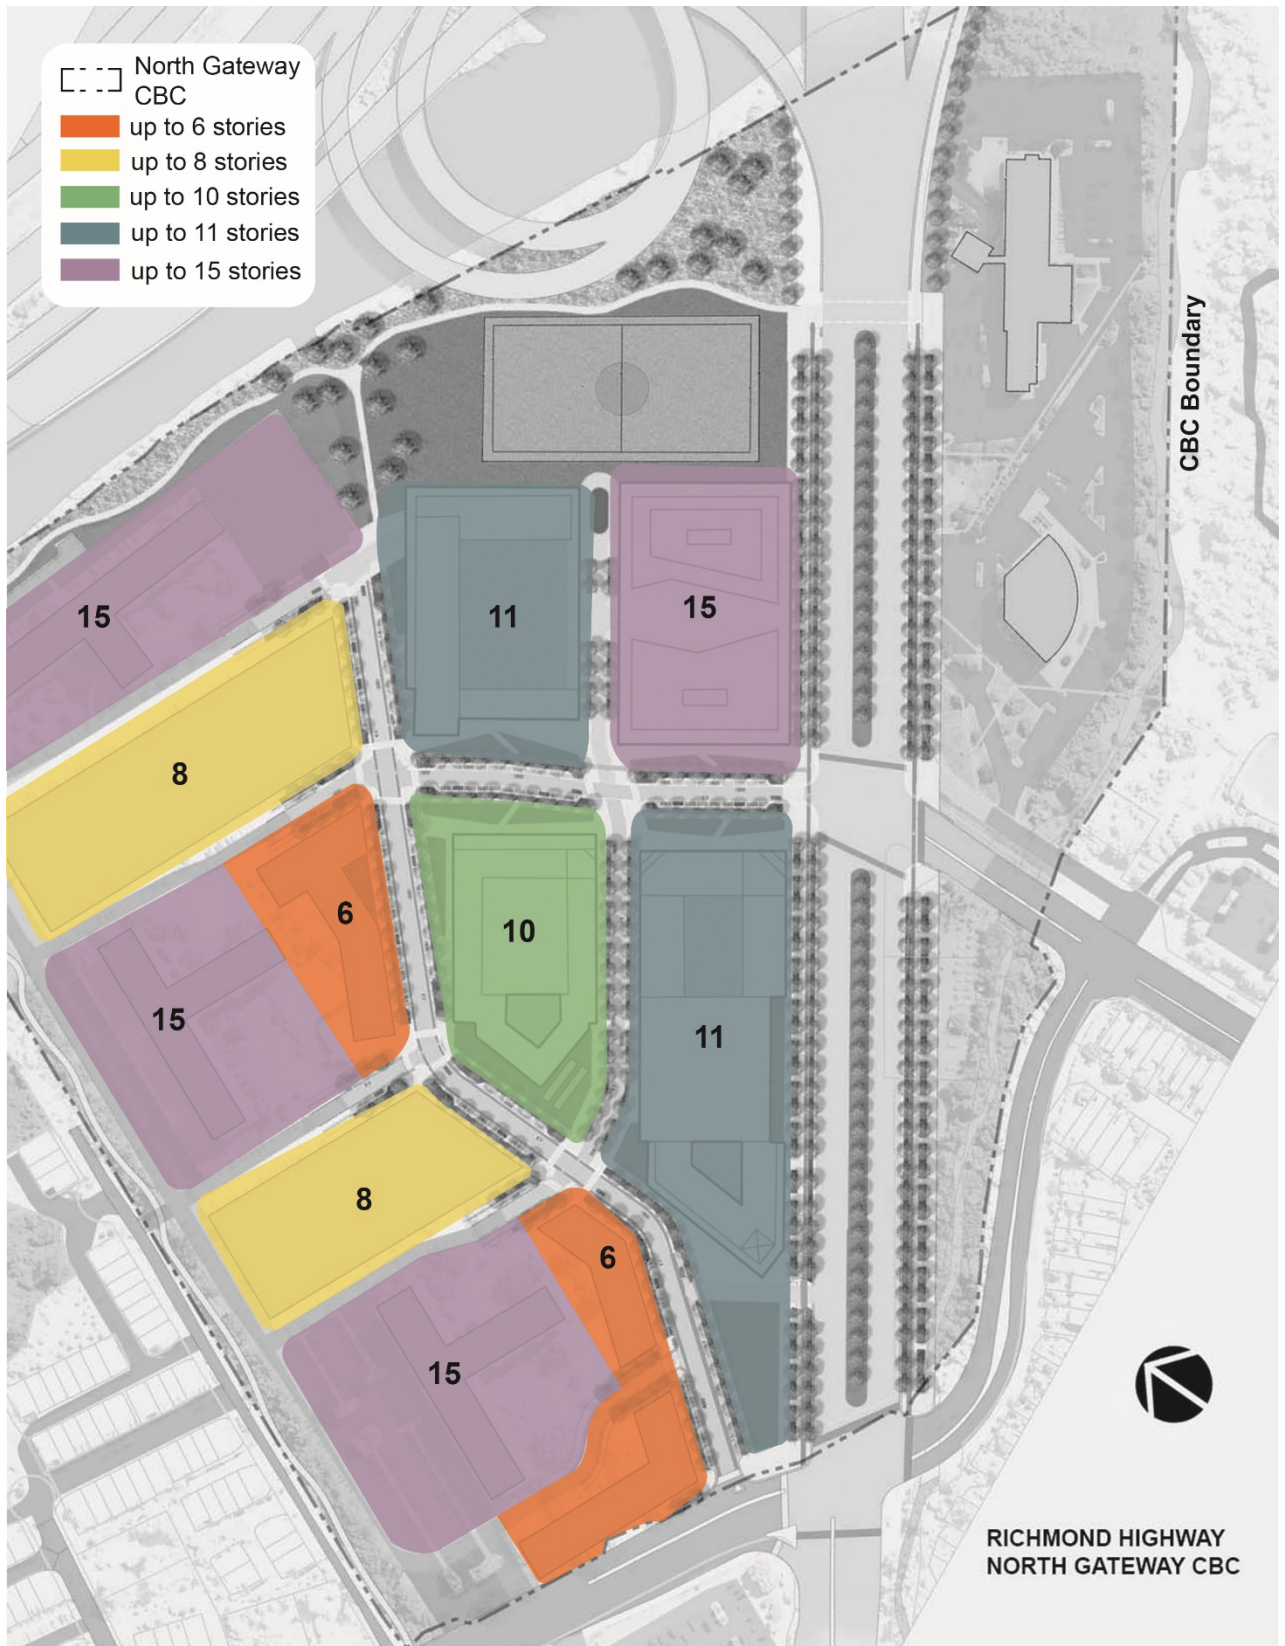 North Gateway
CBC
up to 6 stories
up to 8 stories
up to 10 stories
up to 11 stories
up to 15 stories
CBC Boundary
15
11
15
8
6
10
15
11
8
6
15
RICHMOND HIGHWAY
NORTH GATEWAY CBC